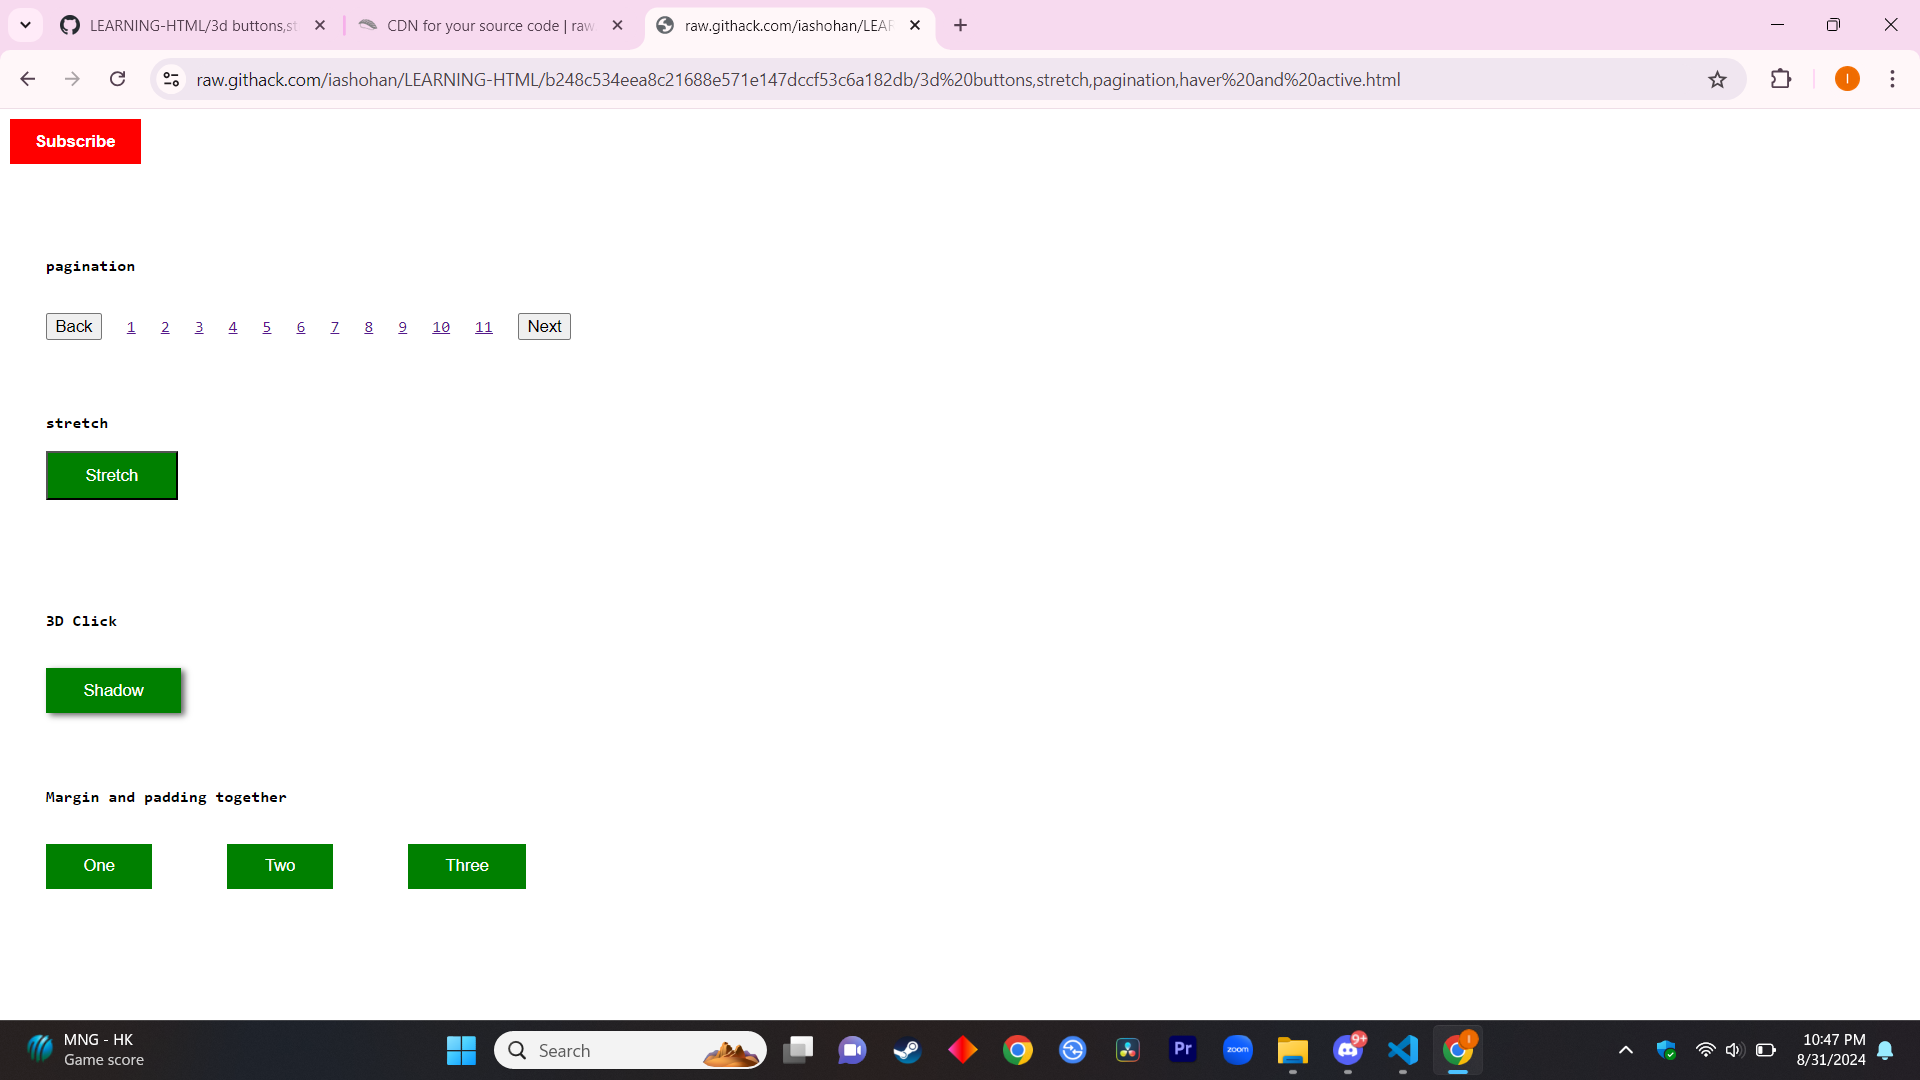 LEARNING-HTML/3d buttons,st
CDN for your source code | raw
raw.githack.com/iashohan/LEAR
raw.githack.com/iashohan/LEARNING-HTML/b248c534eea8c21688e571e147dccf53c6a182db/3d%20buttons,stretch,pagination,haver%20and%20active.html
I
Subscribe
pagination
Back 1 2 3 4 5 6 7 8 9 10 11 Next
stretch
Stretch
3D Click
Shadow
Margin and padding together
One Two Three
MNG - HK
Game score
Search
Pr
zoom
9+
I
10:47 PM
8/31/2024